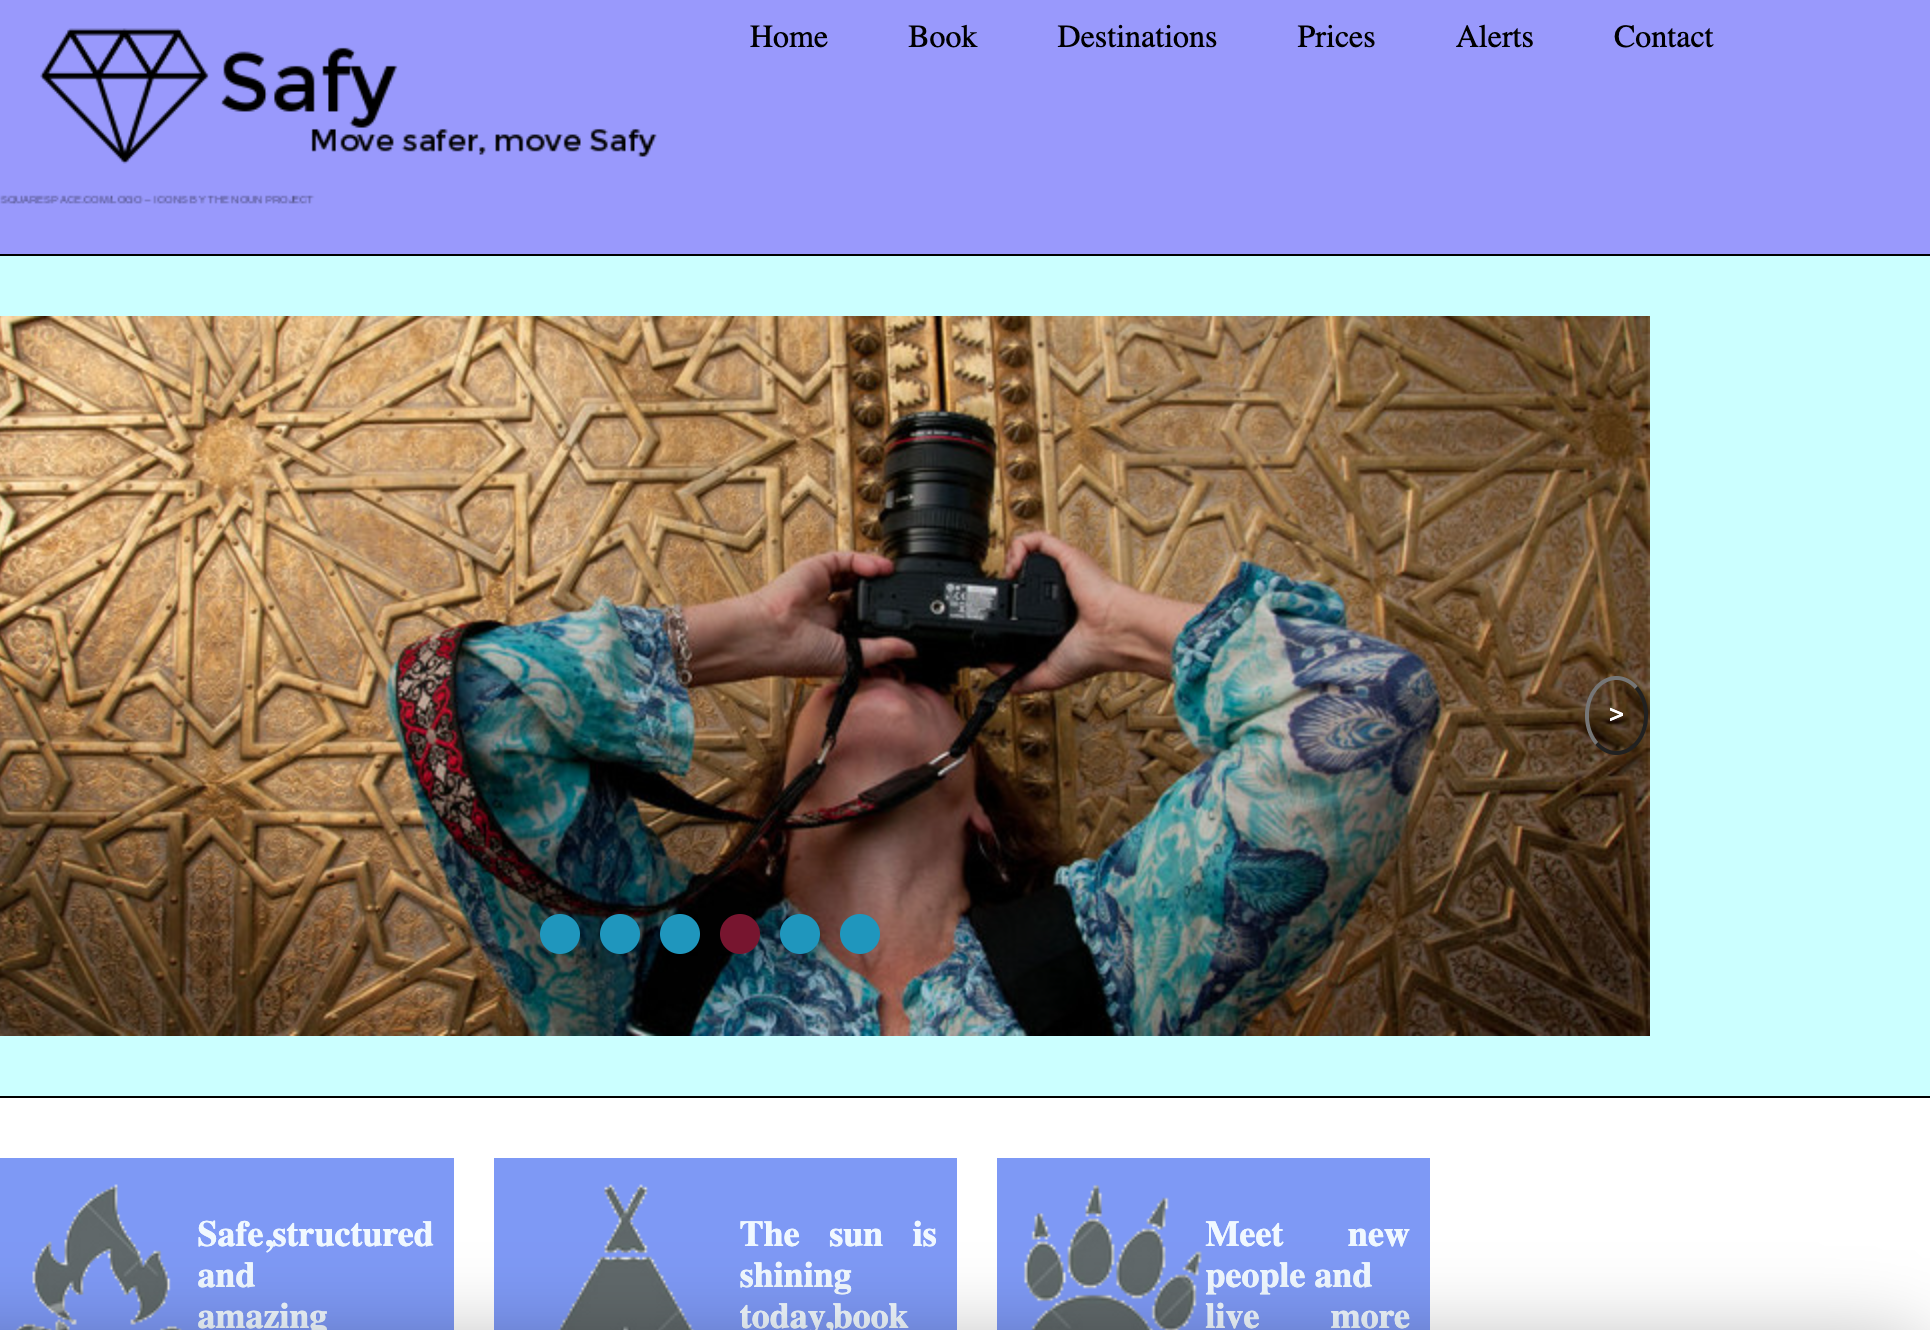 Safy
Move safer, move Safy
SQUARESPACE.COM/LOGO – ICONS BY THE NOUN PROJECT
Home Book Destinations Prices Alerts Contact
>
Safe,structured
and
amazing
The sun is
shining
today,book
Meet new
people and
live more